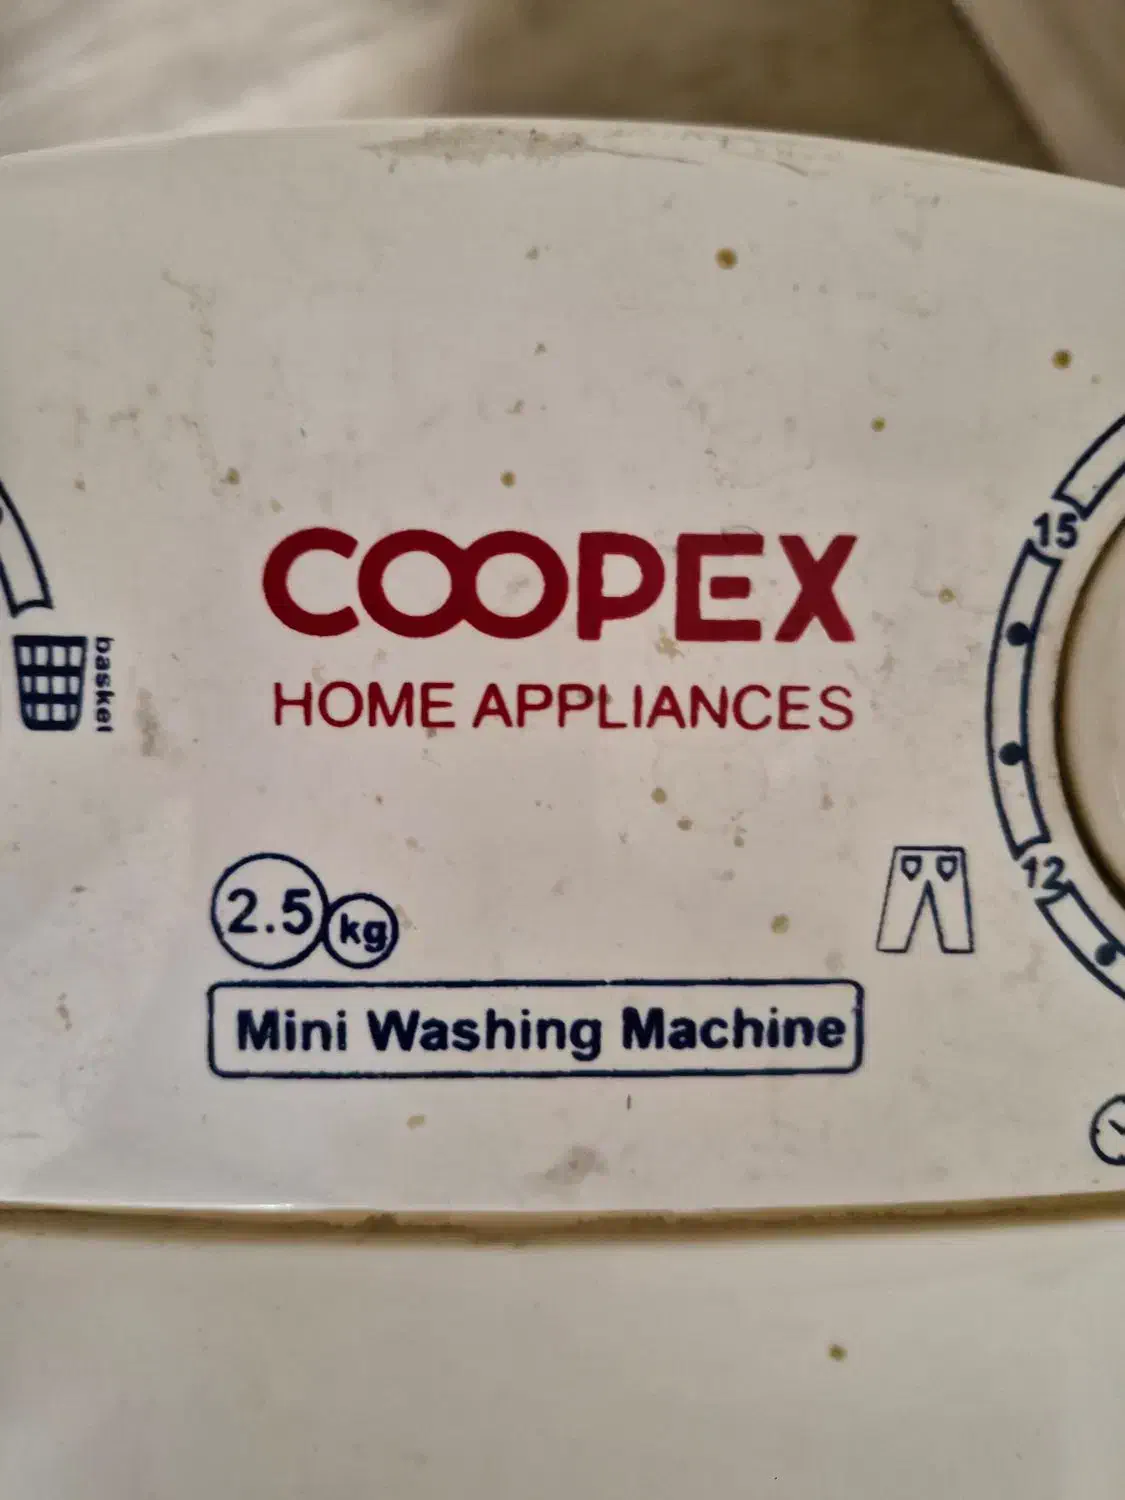 COOPEX
HOME APPLIANCES
basket
15
12
2.5 kg
Mini Washing Machine